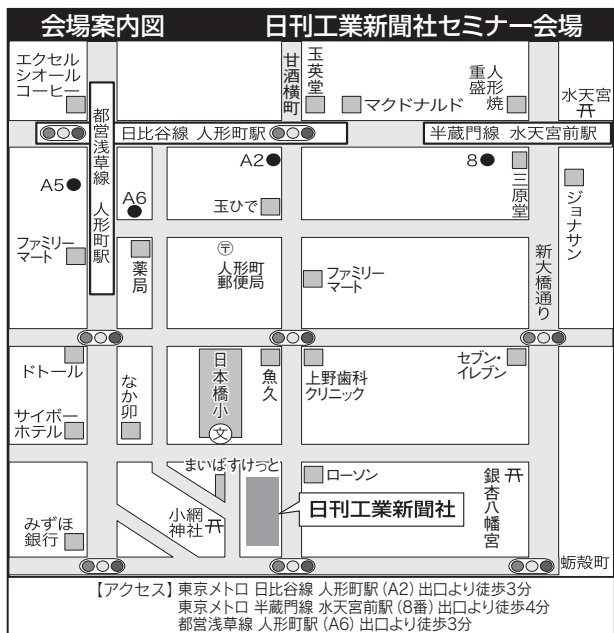 会場案内図 日刊工業新聞社セミナー会場
エクセル
シオール
コーヒー
都営浅草線 人形町駅
甘酒横町
玉英堂
マクドナルド
人形焼
重盛
水天宮
日比谷線 人形町駅
半蔵門線 水天宮前駅
A5
A6
A2
8
三原堂
ジョナサン
玉ひで
ファミリー
マート
薬局
〒
人形町
郵便局
ファミリー
マート
新大橋通り
ドトール
なか卯
日本橋小
文
魚久
上野歯科
クリニック
セブン・
イレブン
サイボー
ホテル
まいばすけっと
ローソン
銀杏八幡宮
小網
神社
日刊工業新聞社
みずほ
銀行
蛎殻町
【アクセス】東京メトロ 日比谷線 人形町駅(A2)出口より徒歩3分
東京メトロ 半蔵門線 水天宮前駅(8番)出口より徒歩4分
都営浅草線 人形町駅(A6)出口より徒歩3分